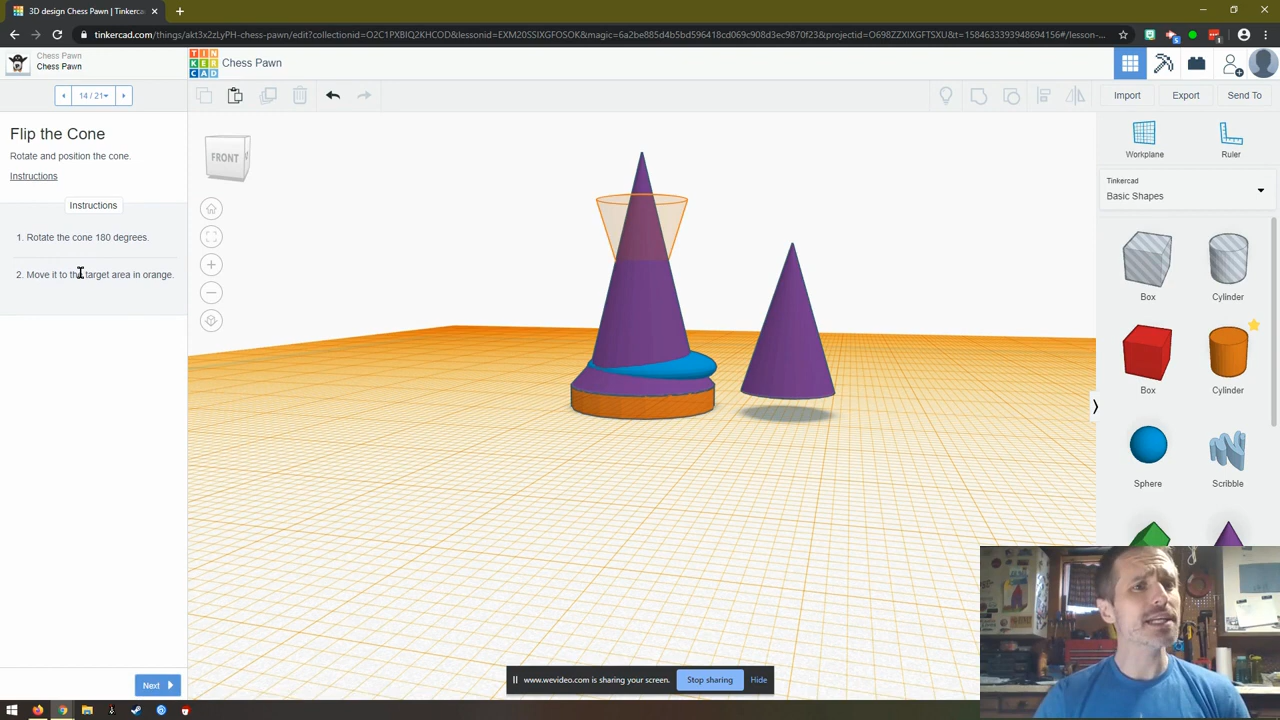 3D design Chess Pawn | Tinkercad
tinkercad.com/things/akt3x2zLyPH-chess-pawn/edit?collectionid=O2C1PXBIQ2KHCOD&lessonid=EXM20SSIXGFOSOK&magic=6a2be885d4b5bd596418cd069c908d3ec9870f23&projectid=O698ZZXIXGFTSXU&t=1584633393948694156#/lesson-...
Chess Pawn
Chess Pawn
TIN
KER
CAD
Chess Pawn
14 / 21
Import
Export
Send To
Flip the Cone
Rotate and position the cone.
Instructions
Instructions
1. Rotate the cone 180 degrees.
2. Move it to the target area in orange.
Next
FRONT
Workplane
Ruler
Tinkercad
Basic Shapes
Box
Cylinder
Box
Cylinder
Sphere
Scribble
www.wevideo.com is sharing your screen.
Stop sharing
Hide